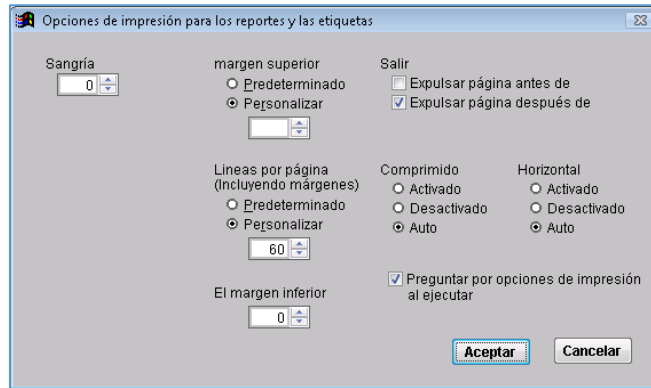 Opciones de impresión para los reportes y las etiquetas
Sangría
0
margen superior
Predeterminado
Personalizar
Lineas por página
(Incluyendo márgenes)
Predeterminado
Personalizar
60
El margen inferior
0
Salir
Expulsar página antes de
Expulsar página después de
Comprimido
Activado
Desactivado
Auto
Horizontal
Activado
Desactivado
Auto
Preguntar por opciones de impresión
al ejecutar
Aceptar
Cancelar